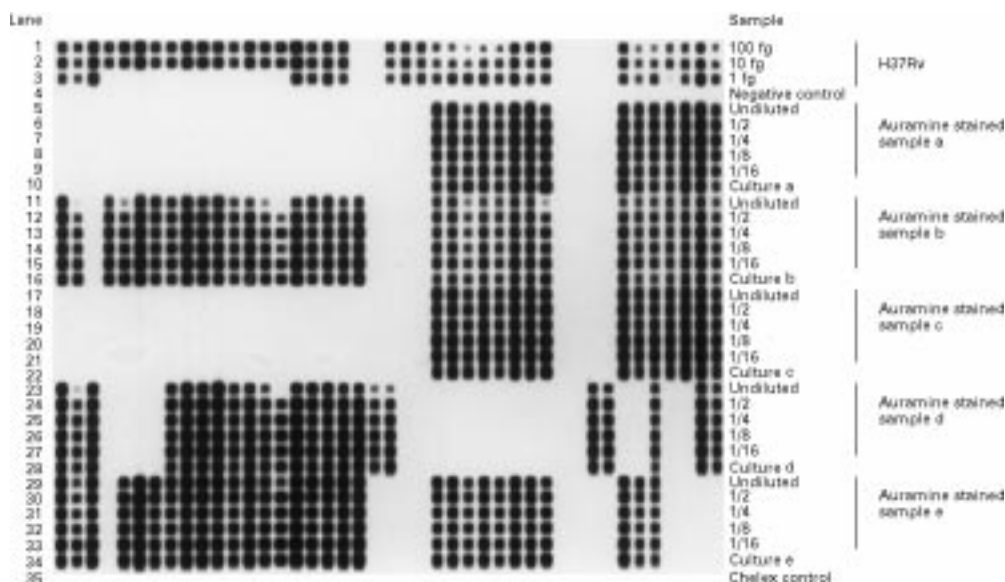 Lane Sample
1 100 fg
2 10 fg H37Rv
3 1 fg
4 Negative control
5 Undiluted
6 1/2 Auramine stained
7 1/4 sample a
8 1/8
9 1/16
10 Culture a
11 Undiluted
12 1/2 Auramine stained
13 1/4 sample b
14 1/8
15 1/16
16 Culture b
17 Undiluted
18 1/2 Auramine stained
19 1/4 sample c
20 1/8
21 1/16
22 Culture c
23 Undiluted
24 1/2 Auramine stained
25 1/4 sample d
26 1/8
27 1/16
28 Culture d
29 Undiluted
30 1/2 Auramine stained
31 1/4 sample e
32 1/8
33 1/16
34 Culture e
35 Chelex control